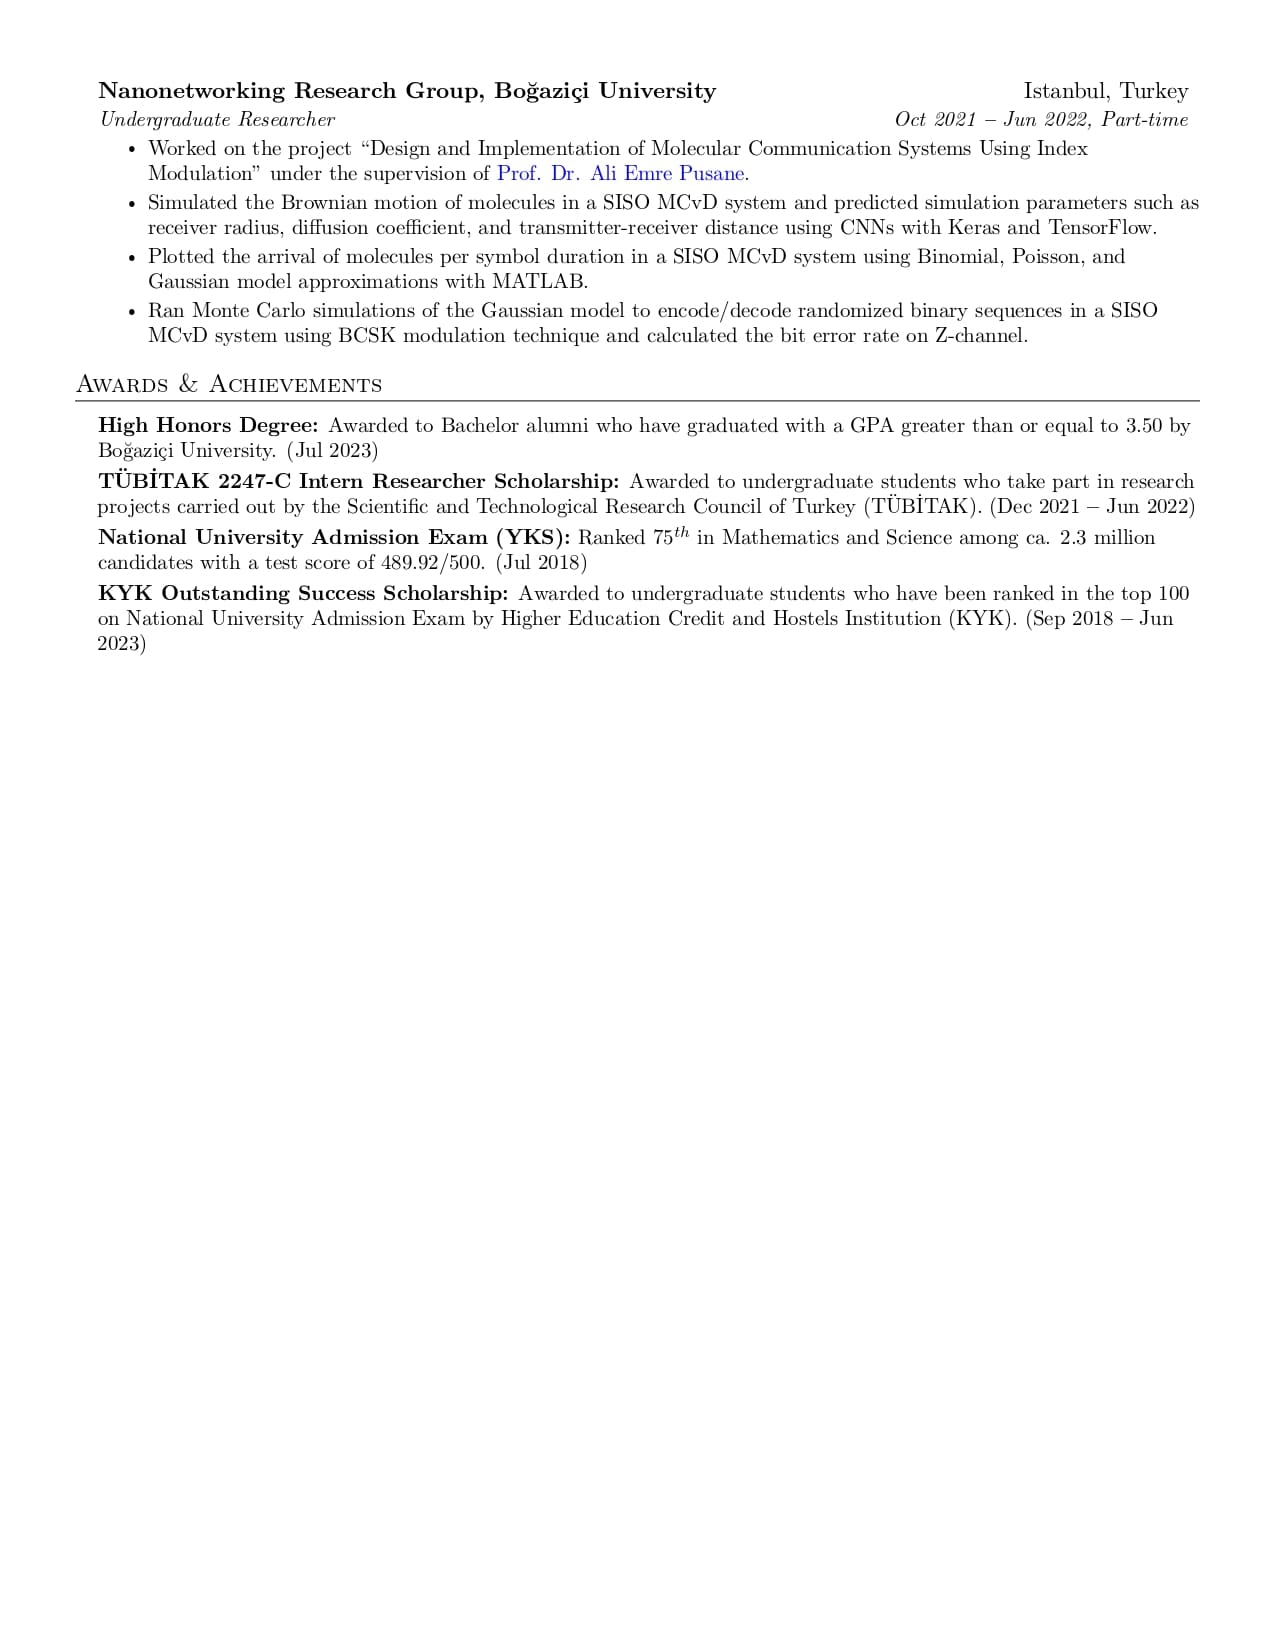 Nanonetworking Research Group, Boğaziçi University Istanbul, Turkey
Undergraduate Researcher Oct 2021 – Jun 2022, Part-time
• Worked on the project “Design and Implementation of Molecular Communication Systems Using Index
Modulation” under the supervision of Prof. Dr. Ali Emre Pusane.
• Simulated the Brownian motion of molecules in a SISO MCvD system and predicted simulation parameters such as
receiver radius, diffusion coefficient, and transmitter-receiver distance using CNNs with Keras and TensorFlow.
• Plotted the arrival of molecules per symbol duration in a SISO MCvD system using Binomial, Poisson, and
Gaussian model approximations with MATLAB.
• Ran Monte Carlo simulations of the Gaussian model to encode/decode randomized binary sequences in a SISO
MCvD system using BCSK modulation technique and calculated the bit error rate on Z-channel.
Awards & Achievements
High Honors Degree: Awarded to Bachelor alumni who have graduated with a GPA greater than or equal to 3.50 by
Boğaziçi University. (Jul 2023)
TÜBİTAK 2247-C Intern Researcher Scholarship: Awarded to undergraduate students who take part in research
projects carried out by the Scientific and Technological Research Council of Turkey (TÜBİTAK). (Dec 2021 – Jun 2022)
National University Admission Exam (YKS): Ranked 75th in Mathematics and Science among ca. 2.3 million
candidates with a test score of 489.92/500. (Jul 2018)
KYK Outstanding Success Scholarship: Awarded to undergraduate students who have been ranked in the top 100
on National University Admission Exam by Higher Education Credit and Hostels Institution (KYK). (Sep 2018 – Jun
2023)